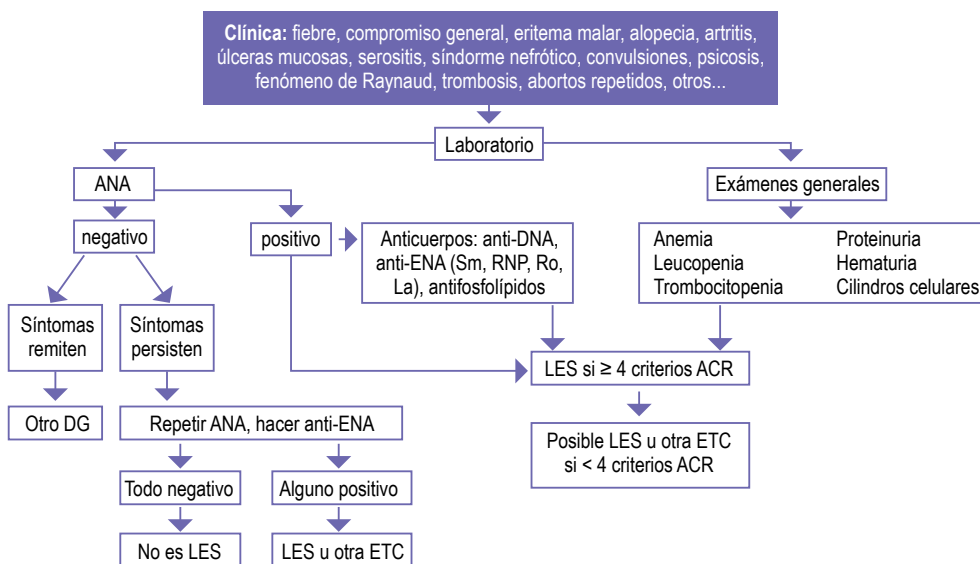 Clínica: fiebre, compromiso general, eritema malar, alopecia, artritis,
úlceras mucosas, serositis, síndorme nefrótico, convulsiones, psicosis,
fenómeno de Raynaud, trombosis, abortos repetidos, otros...
Laboratorio
ANA
Exámenes generales
negativo
positivo
Anticuerpos: anti-DNA,
anti-ENA (Sm, RNP, Ro,
La), antifosfolípidos
Anemia Proteinuria
Leucopenia Hematuria
Trombocitopenia Cilindros celulares
Síntomas
remiten
Síntomas
persisten
LES si ≥ 4 criterios ACR
Otro DG
Repetir ANA, hacer anti-ENA
Posible LES u otra ETC
si < 4 criterios ACR
Todo negativo
Alguno positivo
No es LES
LES u otra ETC